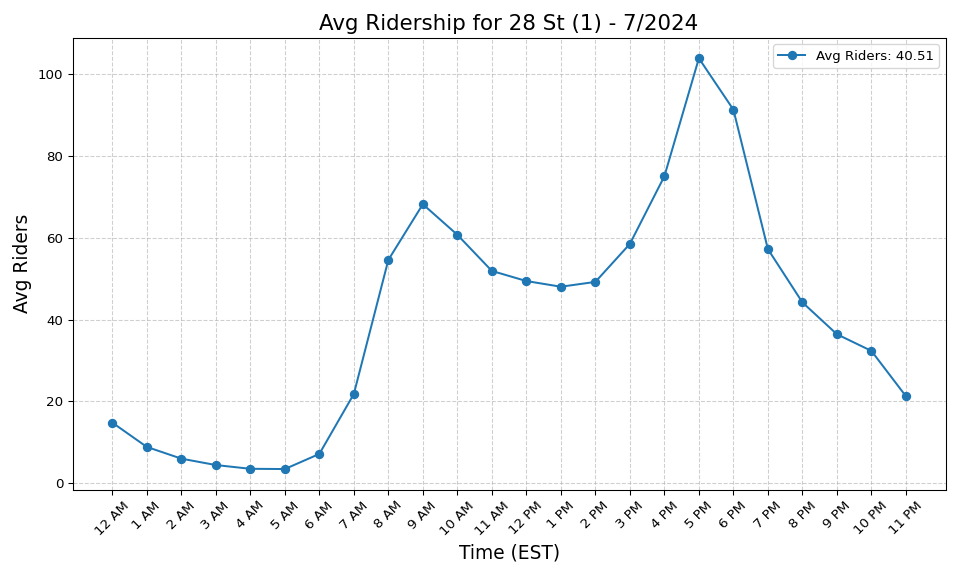 Avg Ridership for 28 St (1) - 7/2024
Avg Riders: 40.51
Avg Riders
100
80
60
40
20
0
12 AM
1 AM
2 AM
3 AM
4 AM
5 AM
6 AM
7 AM
8 AM
9 AM
10 AM
11 AM
12 PM
1 PM
2 PM
3 PM
4 PM
5 PM
6 PM
7 PM
8 PM
9 PM
10 PM
11 PM
Time (EST)